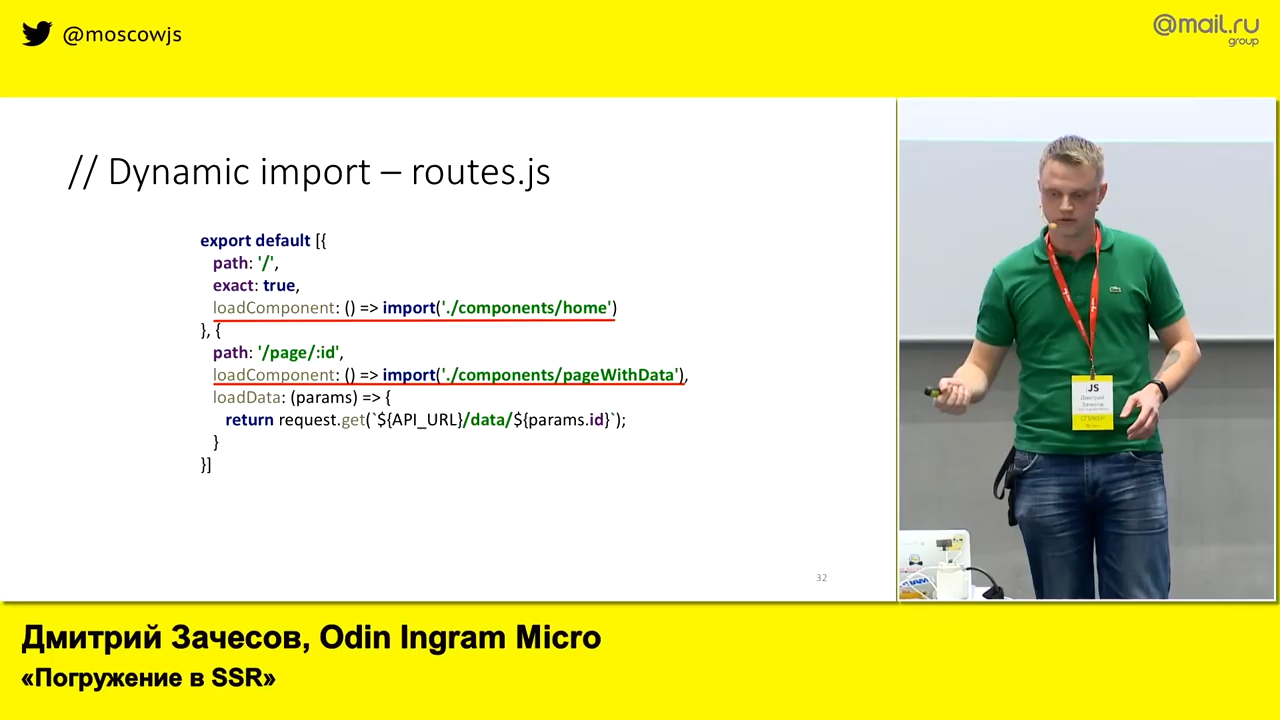 @moscowjs
@mail.ru
group
// Dynamic import – routes.js
export default [{
path: '/',
exact: true,
loadComponent: () => import('./components/home')
}, {
path: '/page/:id',
loadComponent: () => import('./components/pageWithData'),
loadData: (params) => {
return request.get(`${API_URL}/data/${params.id}`);
}
}]
32
JS
Дмитрий
Зачесов
Дмитрий Зачесов, Odin Ingram Micro
«Погружение в SSR»